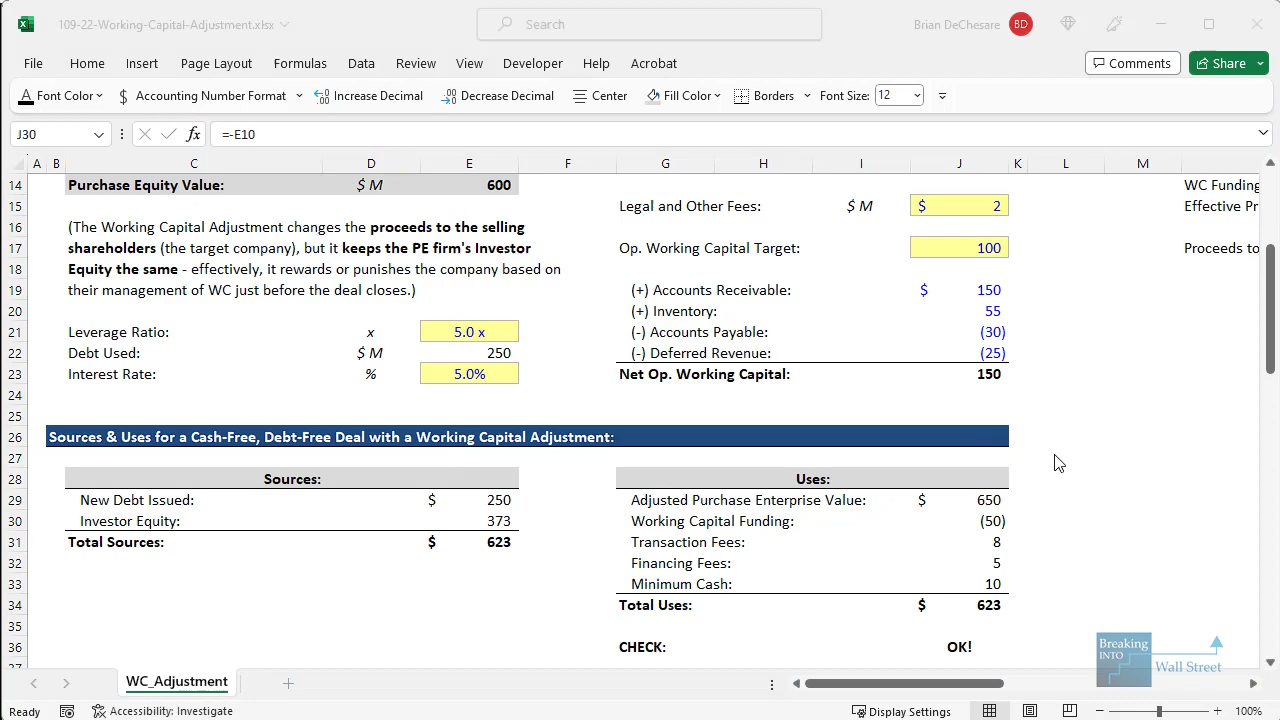 109-22-Working-Capital-Adjustment.xlsx
Search
Brian DeChesare BD
File Home Insert Page Layout Formulas Data Review View Developer Help Acrobat Comments Share
Font Color $ Accounting Number Format Increase Decimal Decrease Decimal Center Fill Color Borders Font Size: 12
J30 fx =-E10
A B C D E F G H I J K L M
14 Purchase Equity Value: $ M 600 WC Funding
15 Legal and Other Fees: $ M $ 2 Effective Pr
16 (The Working Capital Adjustment changes the proceeds to the selling
17 shareholders (the target company), but it keeps the PE firm's Investor Op. Working Capital Target: 100 Proceeds to
18 Equity the same - effectively, it rewards or punishes the company based on
19 their management of WC just before the deal closes.) (+) Accounts Receivable: $ 150
20 (+) Inventory: 55
21 Leverage Ratio: x 5.0 x (-) Accounts Payable: (30)
22 Debt Used: $ M 250 (-) Deferred Revenue: (25)
23 Interest Rate: % 5.0% Net Op. Working Capital: 150
24
25
26 Sources & Uses for a Cash-Free, Debt-Free Deal with a Working Capital Adjustment:
27
28 Sources: Uses:
29 New Debt Issued: $ 250 Adjusted Purchase Enterprise Value: $ 650
30 Investor Equity: 373 Working Capital Funding: (50)
31 Total Sources: $ 623 Transaction Fees: 8
32 Financing Fees: 5
33 Minimum Cash: 10
34 Total Uses: $ 623
35
36 CHECK: OK!
37
Breaking
INTO
Wall Street
WC_Adjustment
Ready Accessibility: Investigate Display Settings 100%